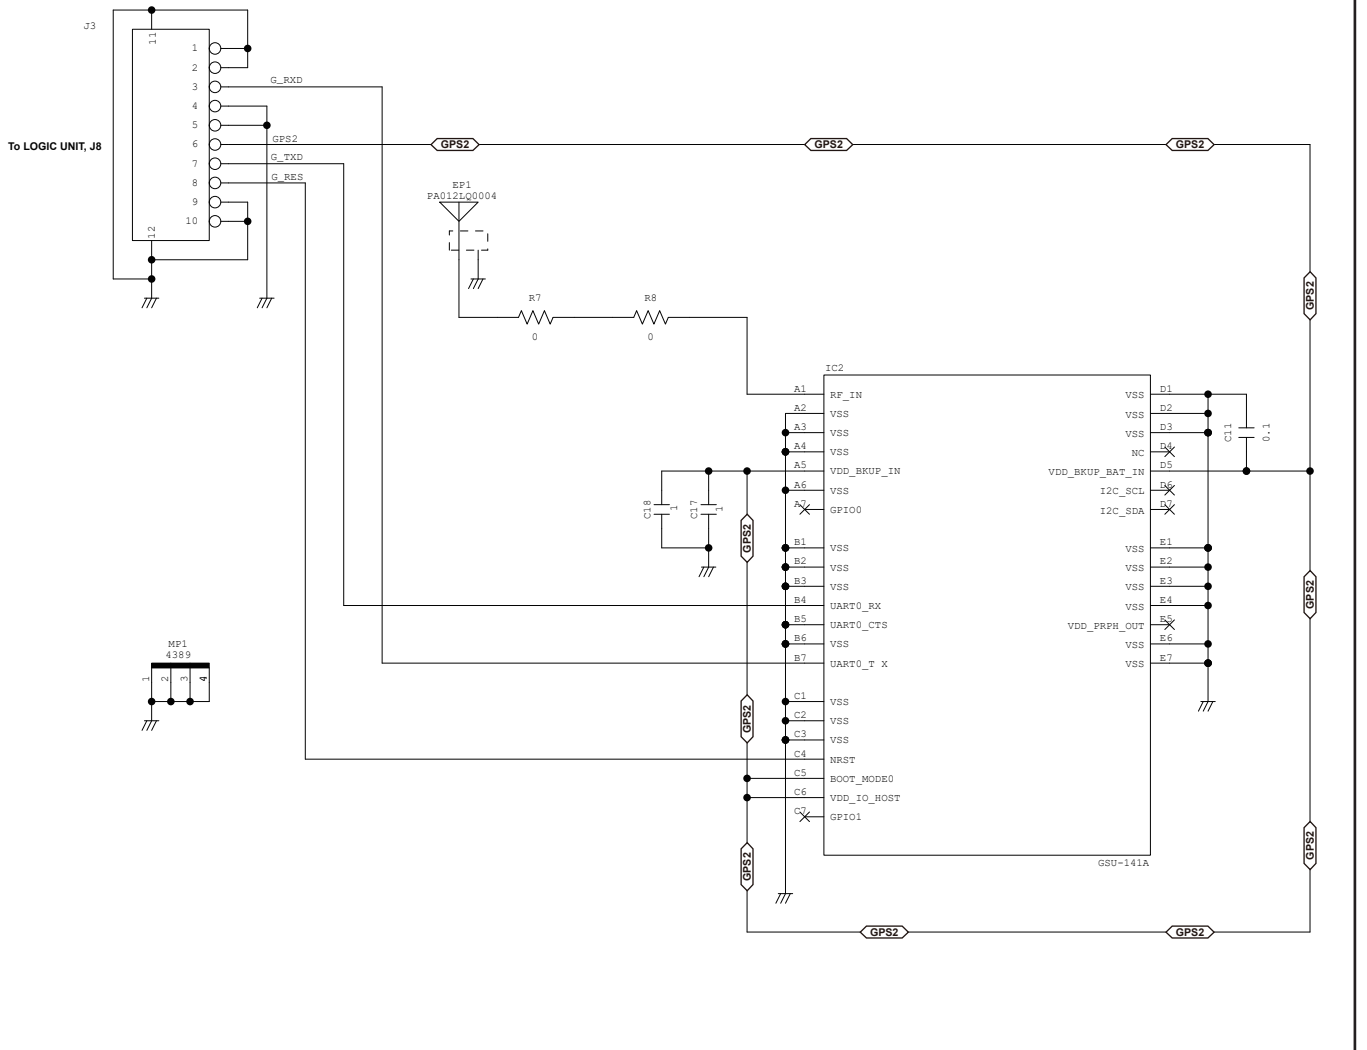 J3
11
1
2
3
4
5
6
7
8
9
10
12
To LOGIC UNIT, J8
G_RXD
GPS2
G_TXD
G_RES
GPS2
GPS2
GPS2
GPS2
EP1
PA012LQ0004
R7
0
R8
0
IC2
A1 RF_IN
A2 VSS
A3 VSS
A4 VSS
A5 VDD_BKUP_IN
A6 VSS
A7 GPIO0
B1 VSS
B2 VSS
B3 VSS
B4 UART0_RX
B5 UART0_CTS
B6 VSS
B7 UART0_T X
C1 VSS
C2 VSS
C3 VSS
C4 NRST
C5 BOOT_MODE0
C6 VDD_IO_HOST
C7 GPIO1
VSS D1
VSS D2
VSS D3
NC D4
VDD_BKUP_BAT_IN D5
I2C_SCL D6
I2C_SDA D7
VSS E1
VSS E2
VSS E3
VSS E4
VDD_PRPH_OUT E5
VSS E6
VSS E7
GSU-141A
C11
0.1
C18
1
C17
1
GPS2
GPS2
GPS2
GPS2
GPS2
GPS2
GPS2
MP1
4389
1
2
3
4